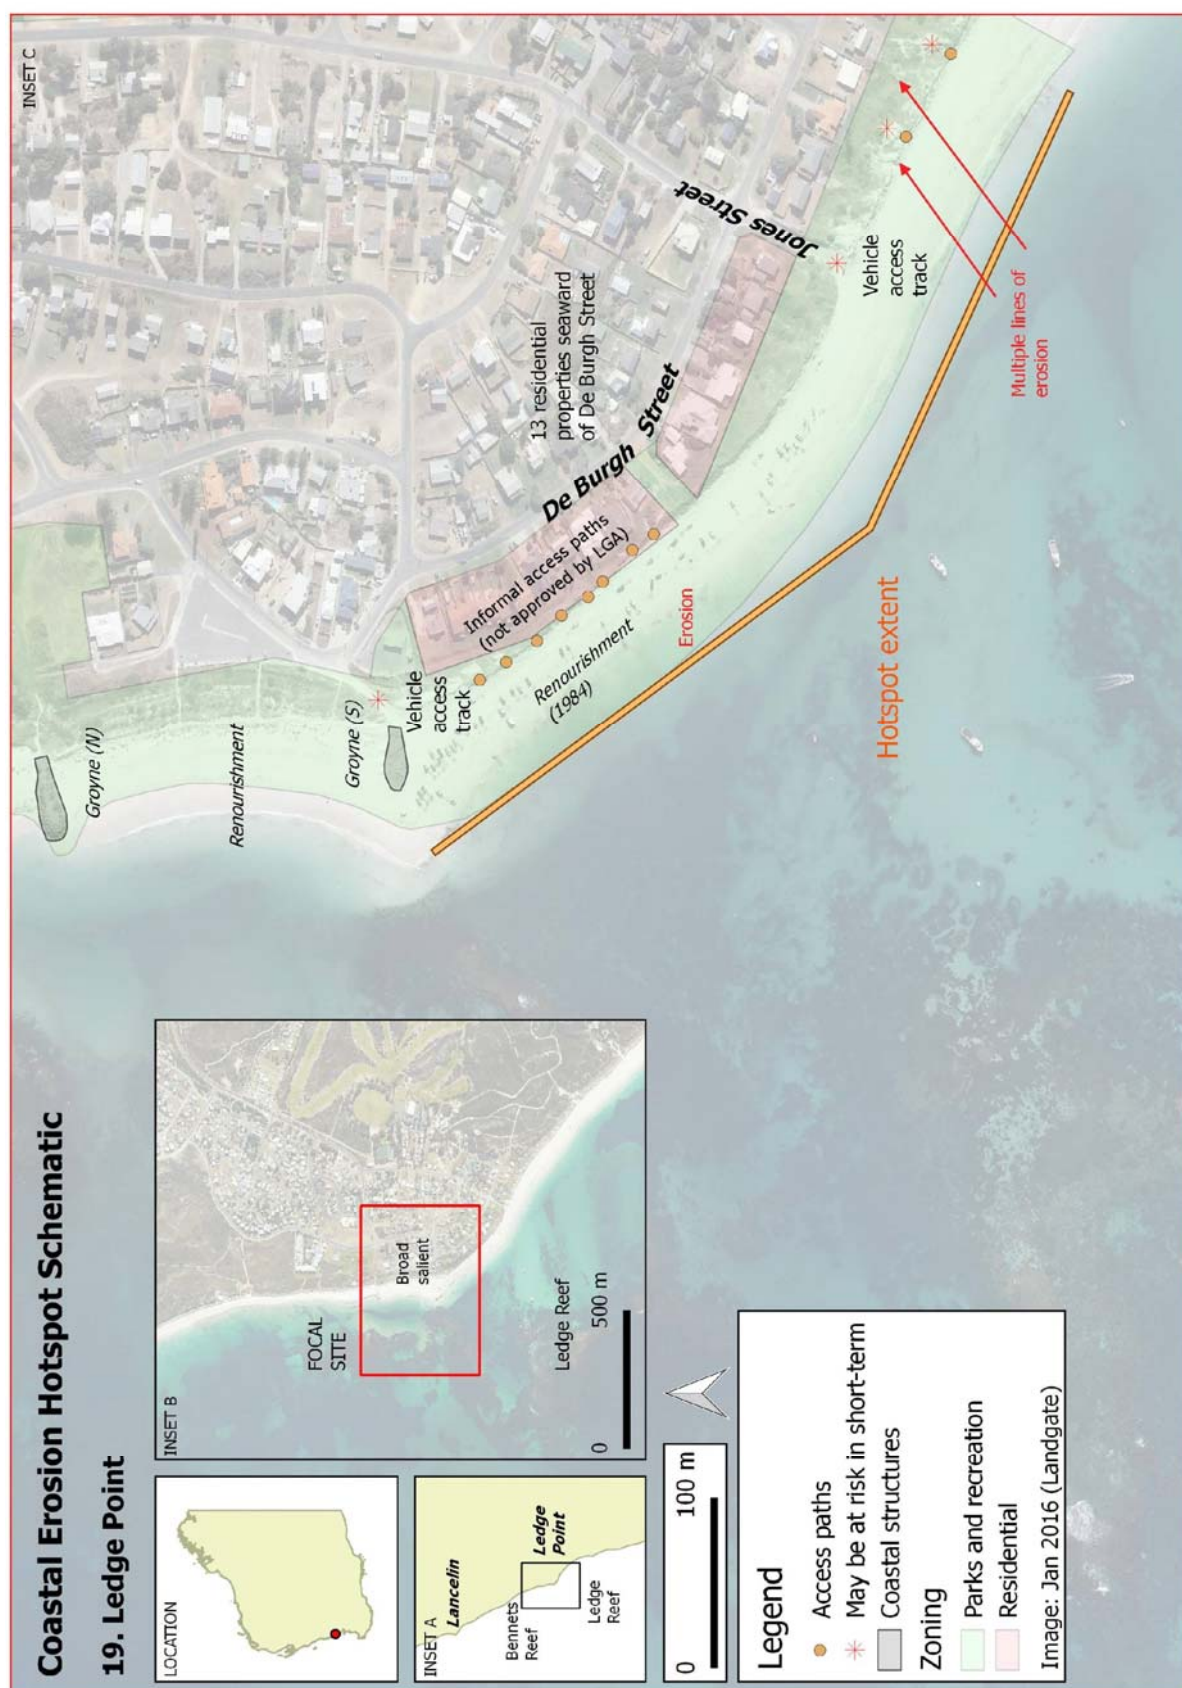 Coastal Erosion Hotspot Schematic
19. Ledge Point
LOCATION
INSET A
Lancelin
Bennets
Reef
Ledge
Point
Ledge
Reef
INSET B
FOCAL
SITE
Broad
salient
Ledge Reef
0
500 m
0
100 m
Legend
Access paths
May be at risk in short-term
Coastal structures
Zoning
Parks and recreation
Residential
Image: Jan 2016 (Landgate)
INSET C
Groyne (N)
Renourishment
Groyne (S)
Vehicle
access
track
Informal access paths
(not approved by LGA)
Renourishment
(1984)
Erosion
De Burgh Street
13 residential
properties seaward
of De Burgh Street
Jones Street
Vehicle
access
track
Multiple lines of
erosion
Hotspot extent